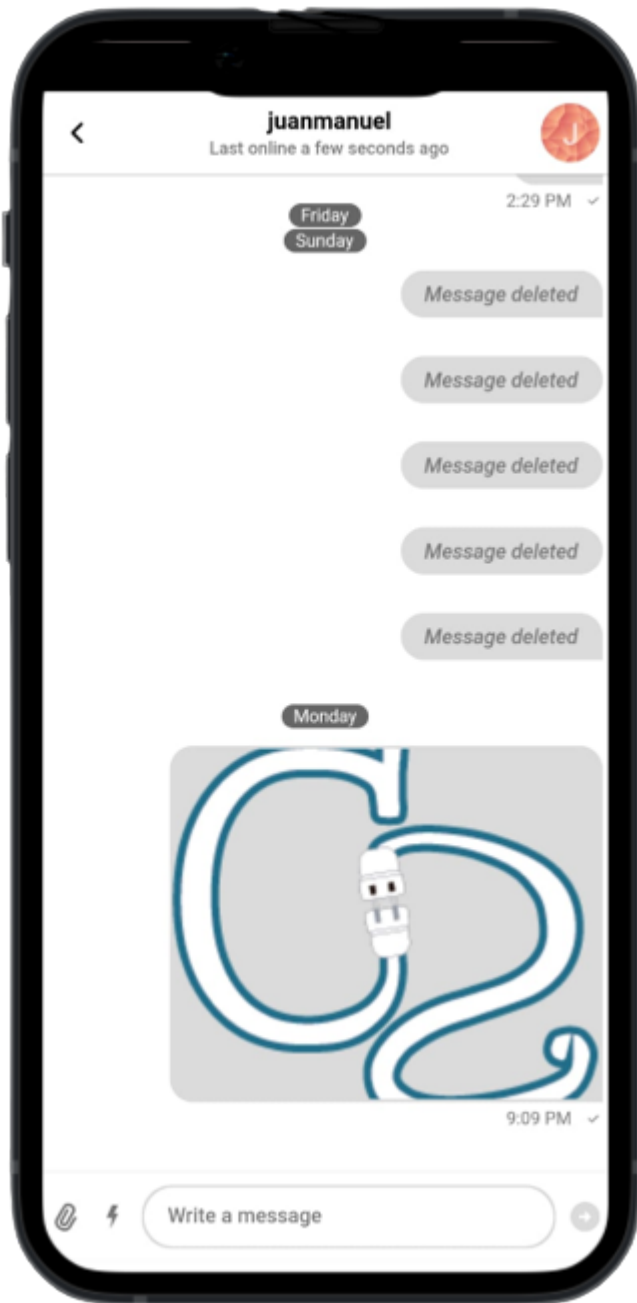 juanmanuel
J
Last online a few seconds ago
2:29 PM
Friday
Sunday
Message deleted
Message deleted
Message deleted
Message deleted
Message deleted
Monday
C2
9:09 PM
Write a message